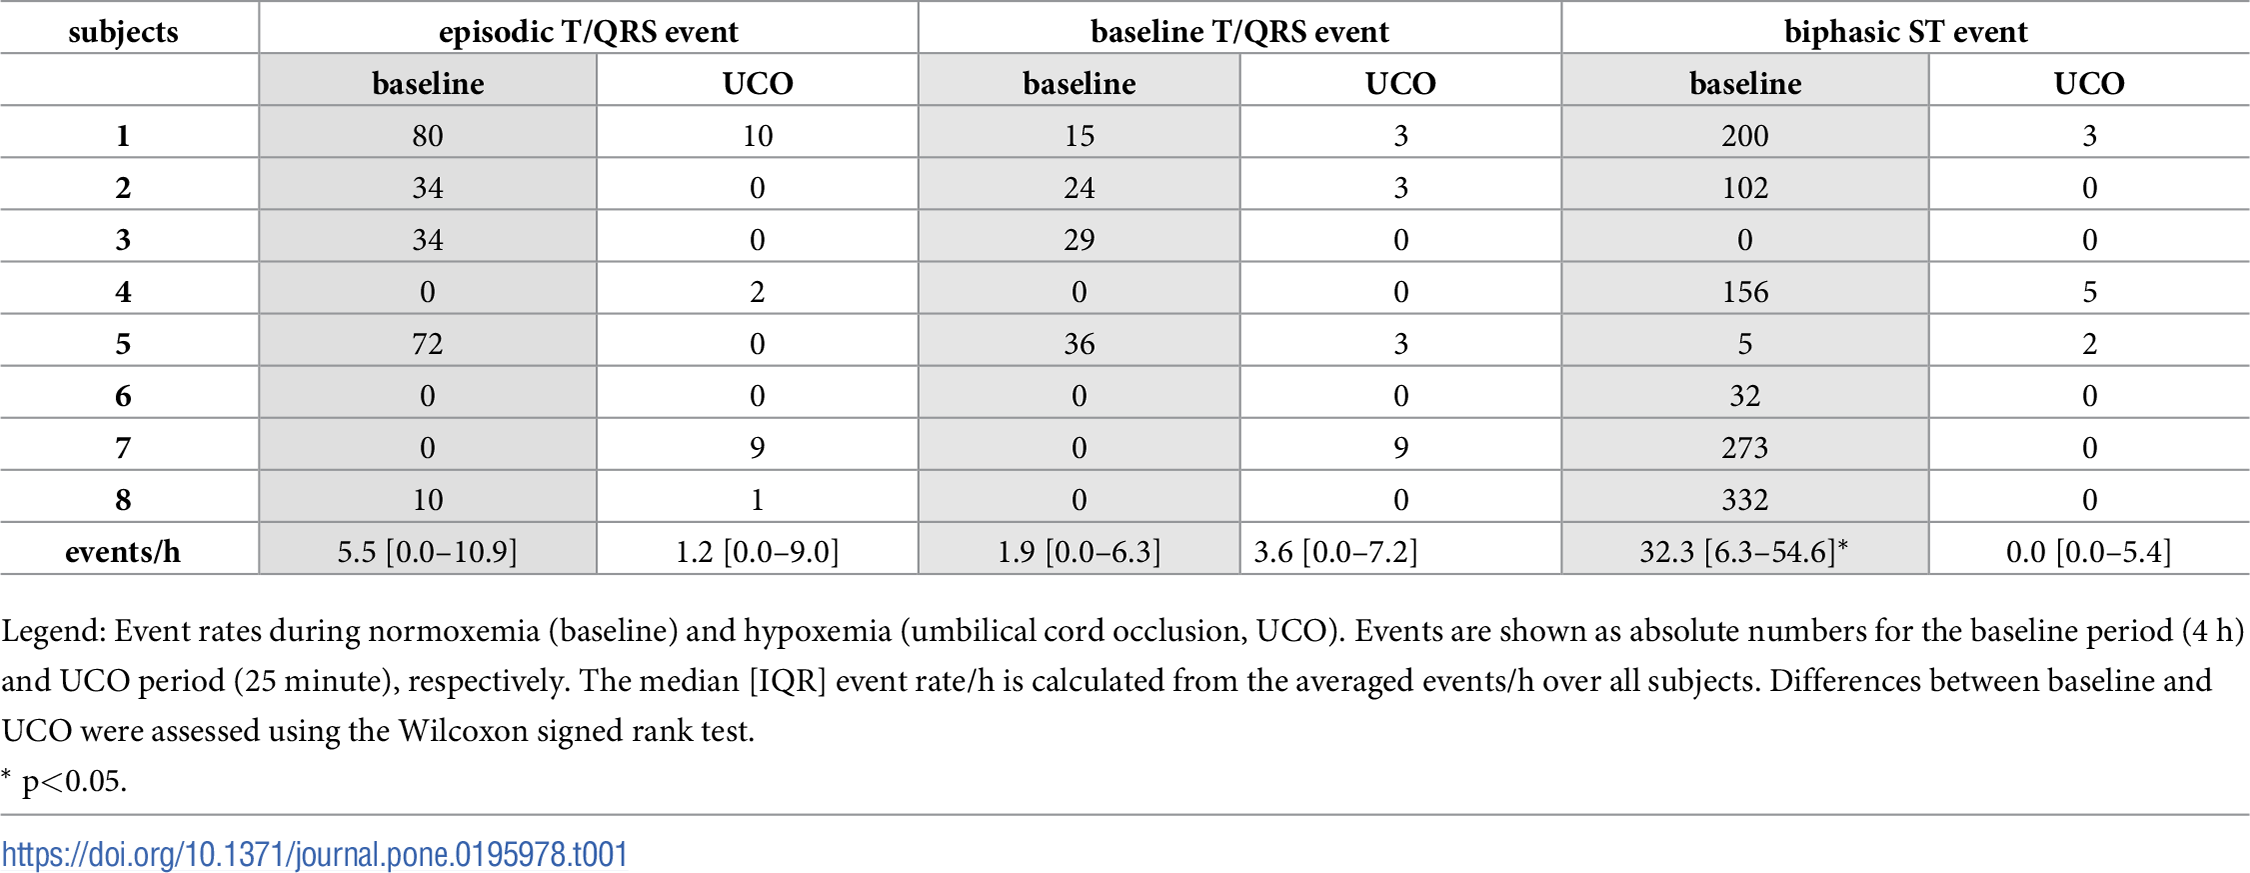 subjects episodic T/QRS event baseline T/QRS event biphasic ST event
baseline UCO baseline UCO baseline UCO
1 80 10 15 3 200 3
2 34 0 24 3 102 0
3 34 0 29 0 0 0
4 0 2 0 0 156 5
5 72 0 36 3 5 2
6 0 0 0 0 32 0
7 0 9 0 9 273 0
8 10 1 0 0 332 0
events/h 5.5 [0.0–10.9] 1.2 [0.0–9.0] 1.9 [0.0–6.3] 3.6 [0.0–7.2] 32.3 [6.3–54.6]* 0.0 [0.0–5.4]
Legend: Event rates during normoxemia (baseline) and hypoxemia (umbilical cord occlusion, UCO). Events are shown as absolute numbers for the baseline period (4 h)
and UCO period (25 minute), respectively. The median [IQR] event rate/h is calculated from the averaged events/h over all subjects. Differences between baseline and
UCO were assessed using the Wilcoxon signed rank test.
* p<0.05.
https://doi.org/10.1371/journal.pone.0195978.t001